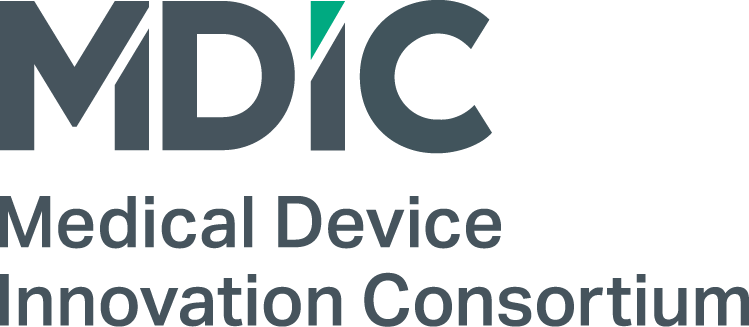 MDIC
Medical Device
Innovation Consortium